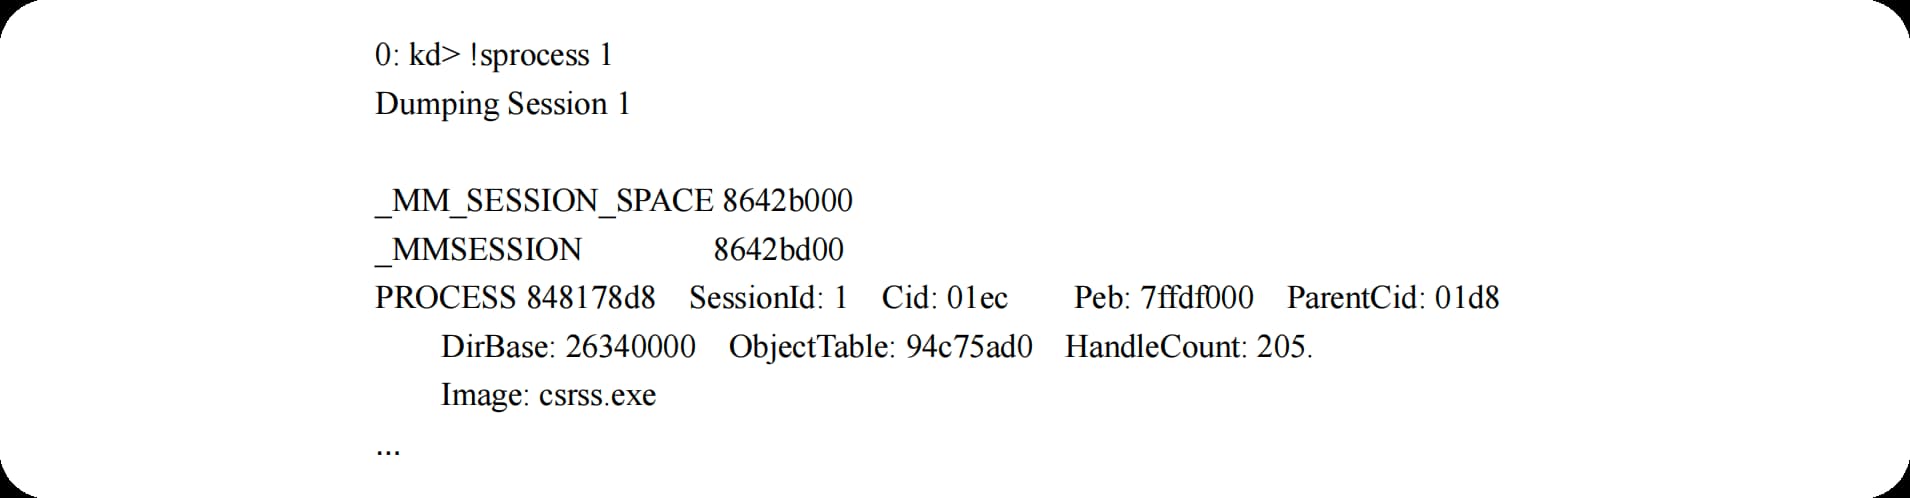 0: kd> !sprocess 1
Dumping Session 1
_MM_SESSION_SPACE 8642b000
_MMSESSION 8642bd00
PROCESS 848178d8 SessionId: 1 Cid: 01ec Peb: 7ffdf000 ParentCid: 01d8
DirBase: 26340000 ObjectTable: 94c75ad0 HandleCount: 205.
Image: csrss.exe
...